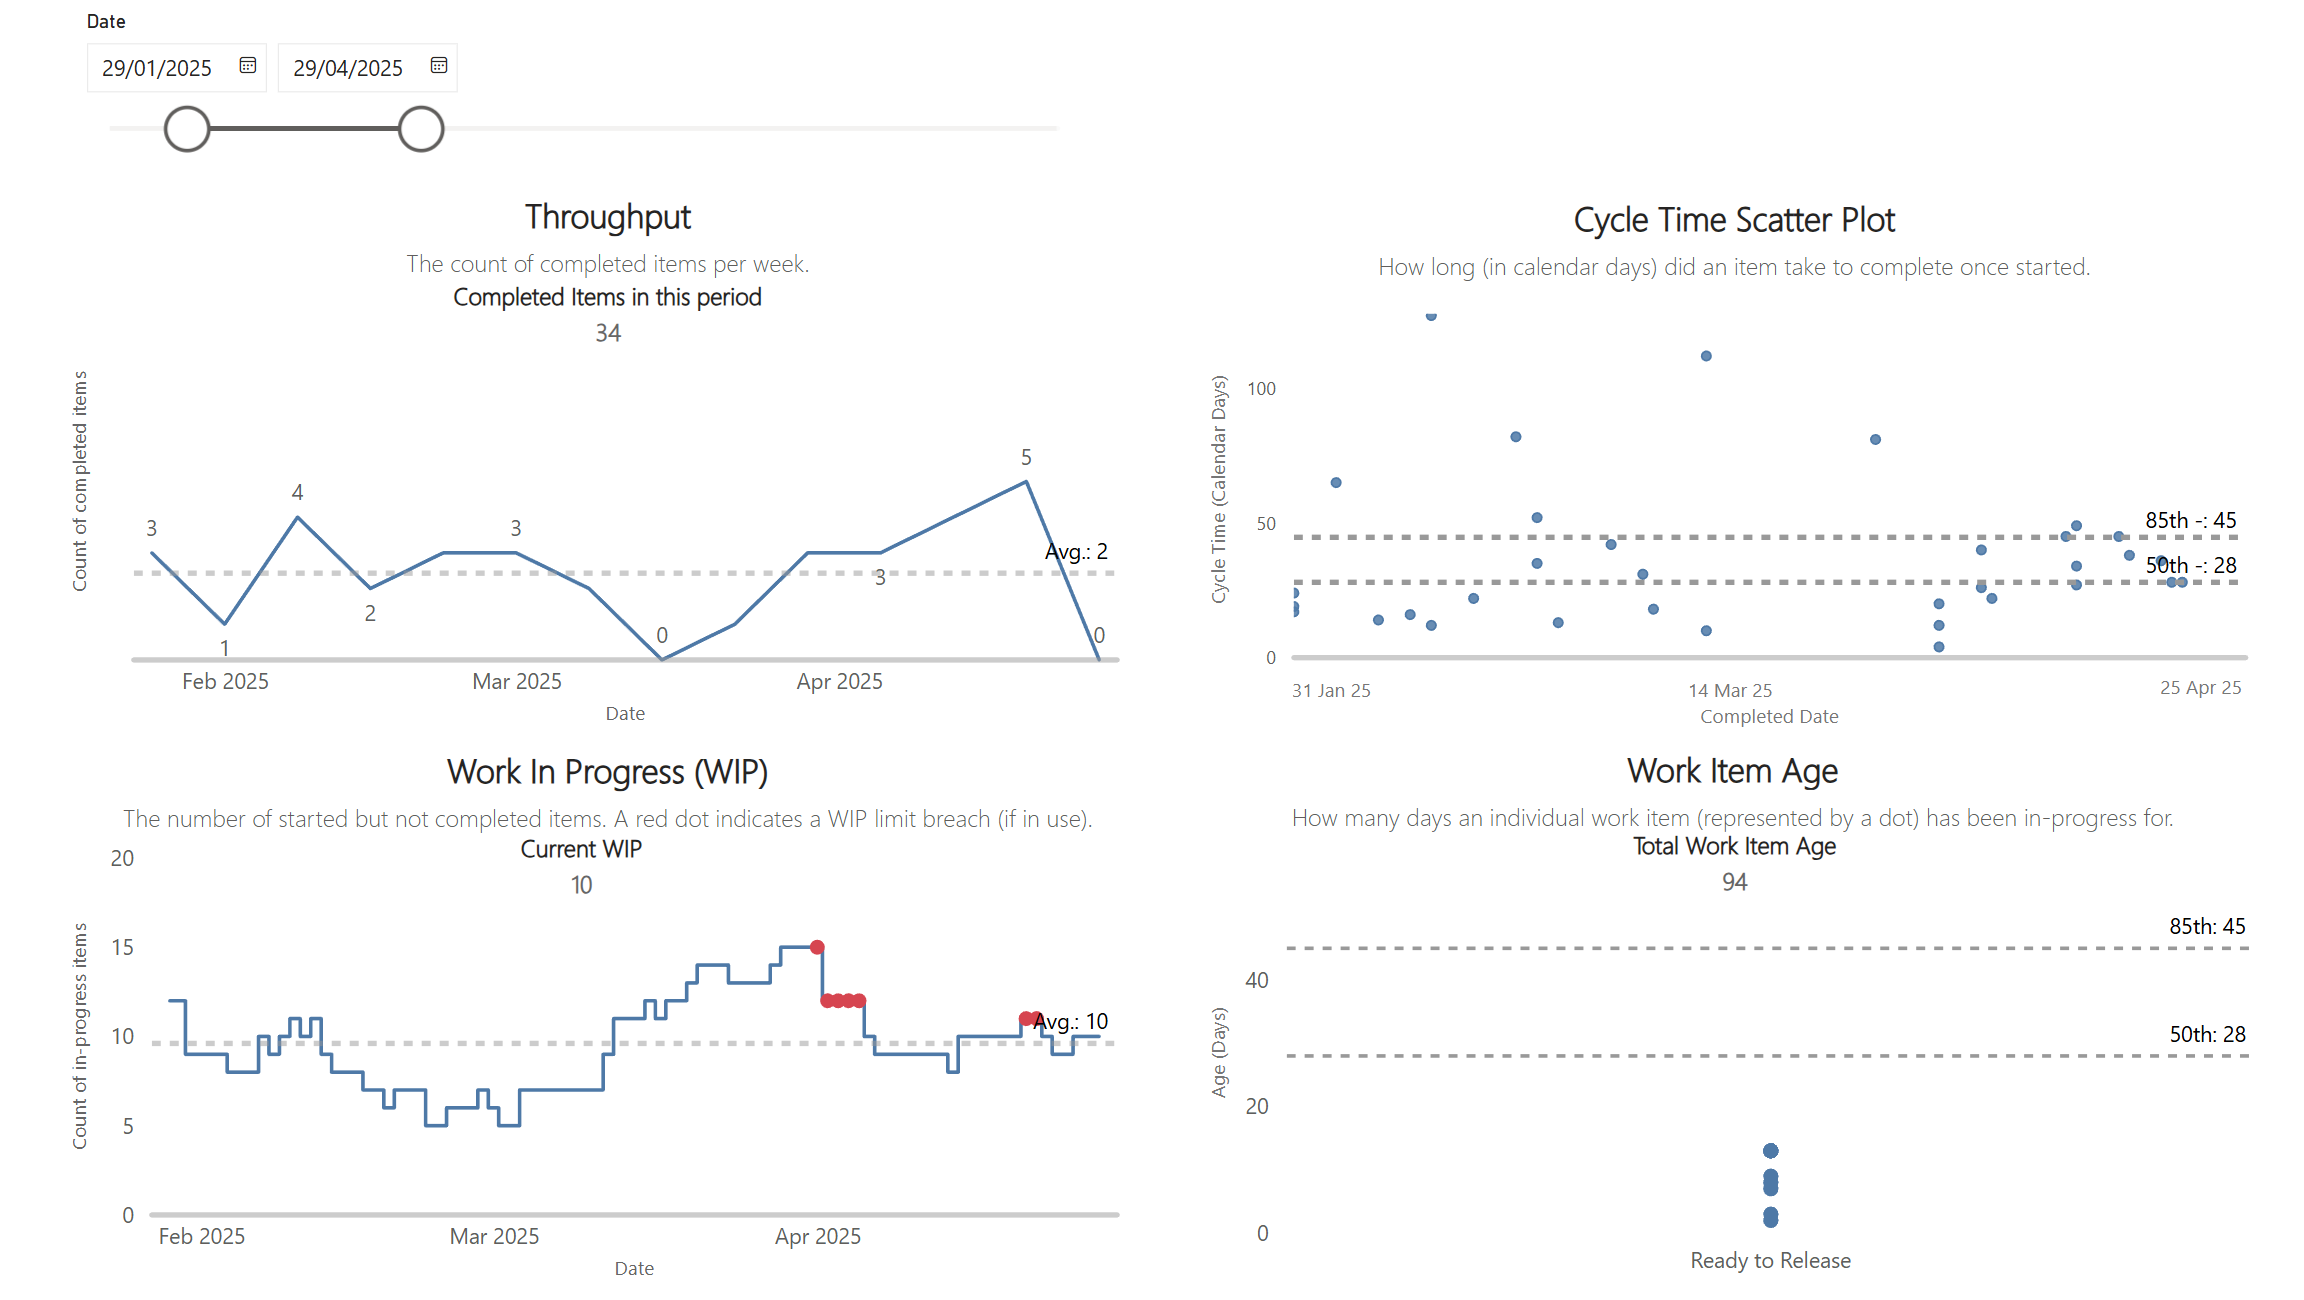 Date
29/01/2025 29/04/2025
Throughput
The count of completed items per week.
Completed Items in this period
34
Count of completed items
3
1
4
2
3
0
3
5
0
Avg.: 2
Feb 2025 Mar 2025 Apr 2025
Date
Cycle Time Scatter Plot
How long (in calendar days) did an item take to complete once started.
Cycle Time (Calendar Days)
100
50
0
85th -: 45
50th -: 28
31 Jan 25 14 Mar 25 25 Apr 25
Completed Date
Work In Progress (WIP)
The number of started but not completed items. A red dot indicates a WIP limit breach (if in use).
Current WIP
10
Count of in-progress items
20
15
10
5
0
Avg.: 10
Feb 2025 Mar 2025 Apr 2025
Date
Work Item Age
How many days an individual work item (represented by a dot) has been in-progress for.
Total Work Item Age
94
Age (Days)
85th: 45
40
50th: 28
20
0
Ready to Release